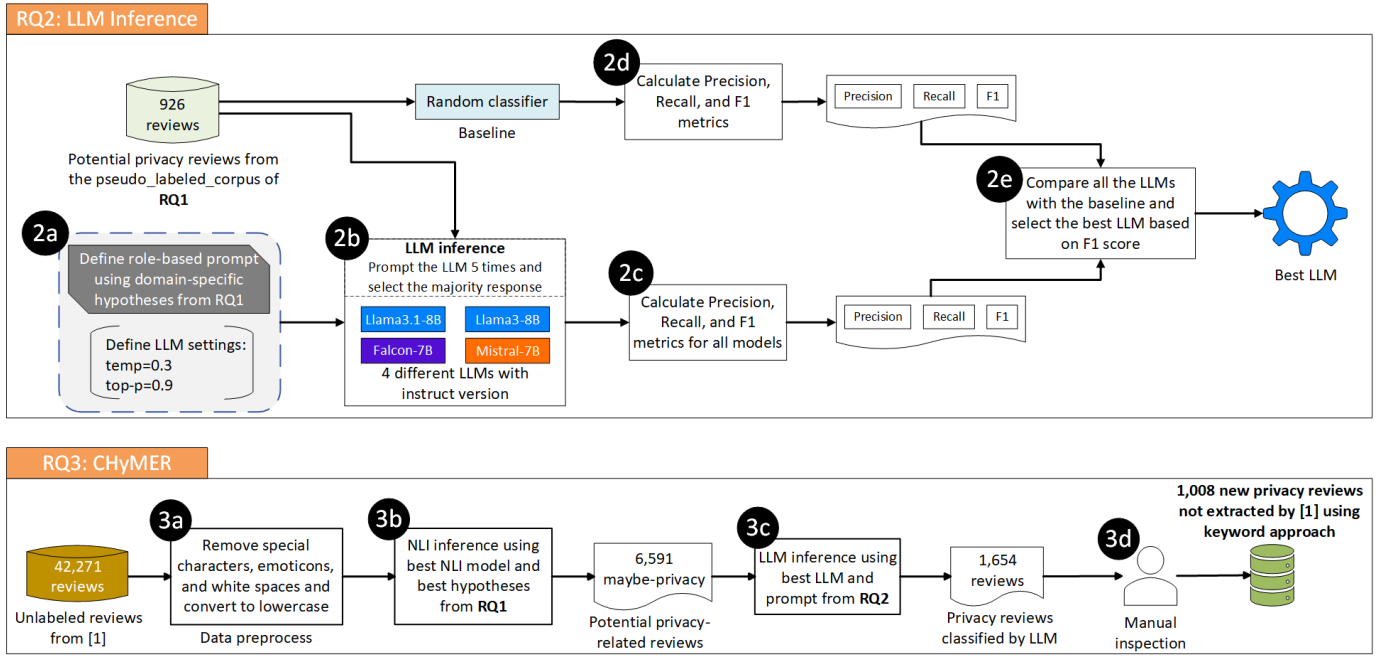 RQ2: LLM Inference
926
reviews
Potential privacy reviews from
the pseudo_labeled_corpus of
RQ1
Random classifier
Baseline
2d
Calculate Precision,
Recall, and F1
metrics
Precision
Recall
F1
2a
Define role-based prompt
using domain-specific
hypotheses from RQ1
Define LLM settings:
temp=0.3
top-p=0.9
2b
LLM inference
Prompt the LLM 5 times and
select the majority response
Llama3.1-8B
Llama3-8B
Falcon-7B
Mistral-7B
4 different LLMs with
instruct version
2c
Calculate Precision,
Recall, and F1
metrics for all models
Precision
Recall
F1
2e
Compare all the LLMs
with the baseline and
select the best LLM based
on F1 score
Best LLM
RQ3: CHyMER
42,271
reviews
Unlabeled reviews
from [1]
3a
Remove special
characters, emoticons,
and white spaces and
convert to lowercase
Data preprocess
3b
NLI inference using
best NLI model and
best hypotheses
from RQ1
6,591
maybe-privacy
Potential privacy-
related reviews
3c
LLM inference using
best LLM and
prompt from RQ2
1,654
reviews
Privacy reviews
classified by LLM
3d
Manual
inspection
1,008 new privacy reviews
not extracted by [1] using
keyword approach